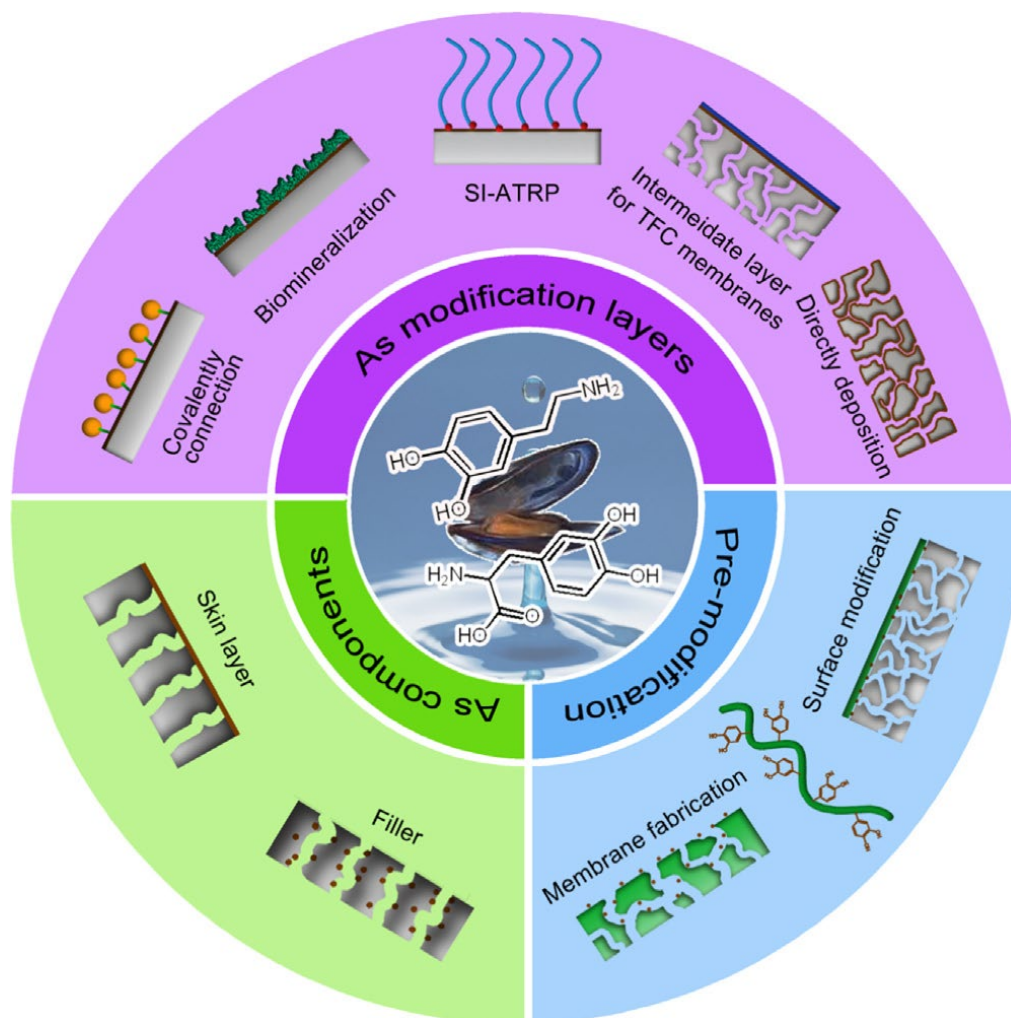 SI-ATRP
Biomineralization
Intermeidate layer
for TFC membranes
Covalently
connection
Directly deposition
As modification layers
NH₂
HO
HO
OH
OH
H₂N
O
HO
As components
Pre-modification
Skin layer
Filler
Surface modification
Membrane fabrication